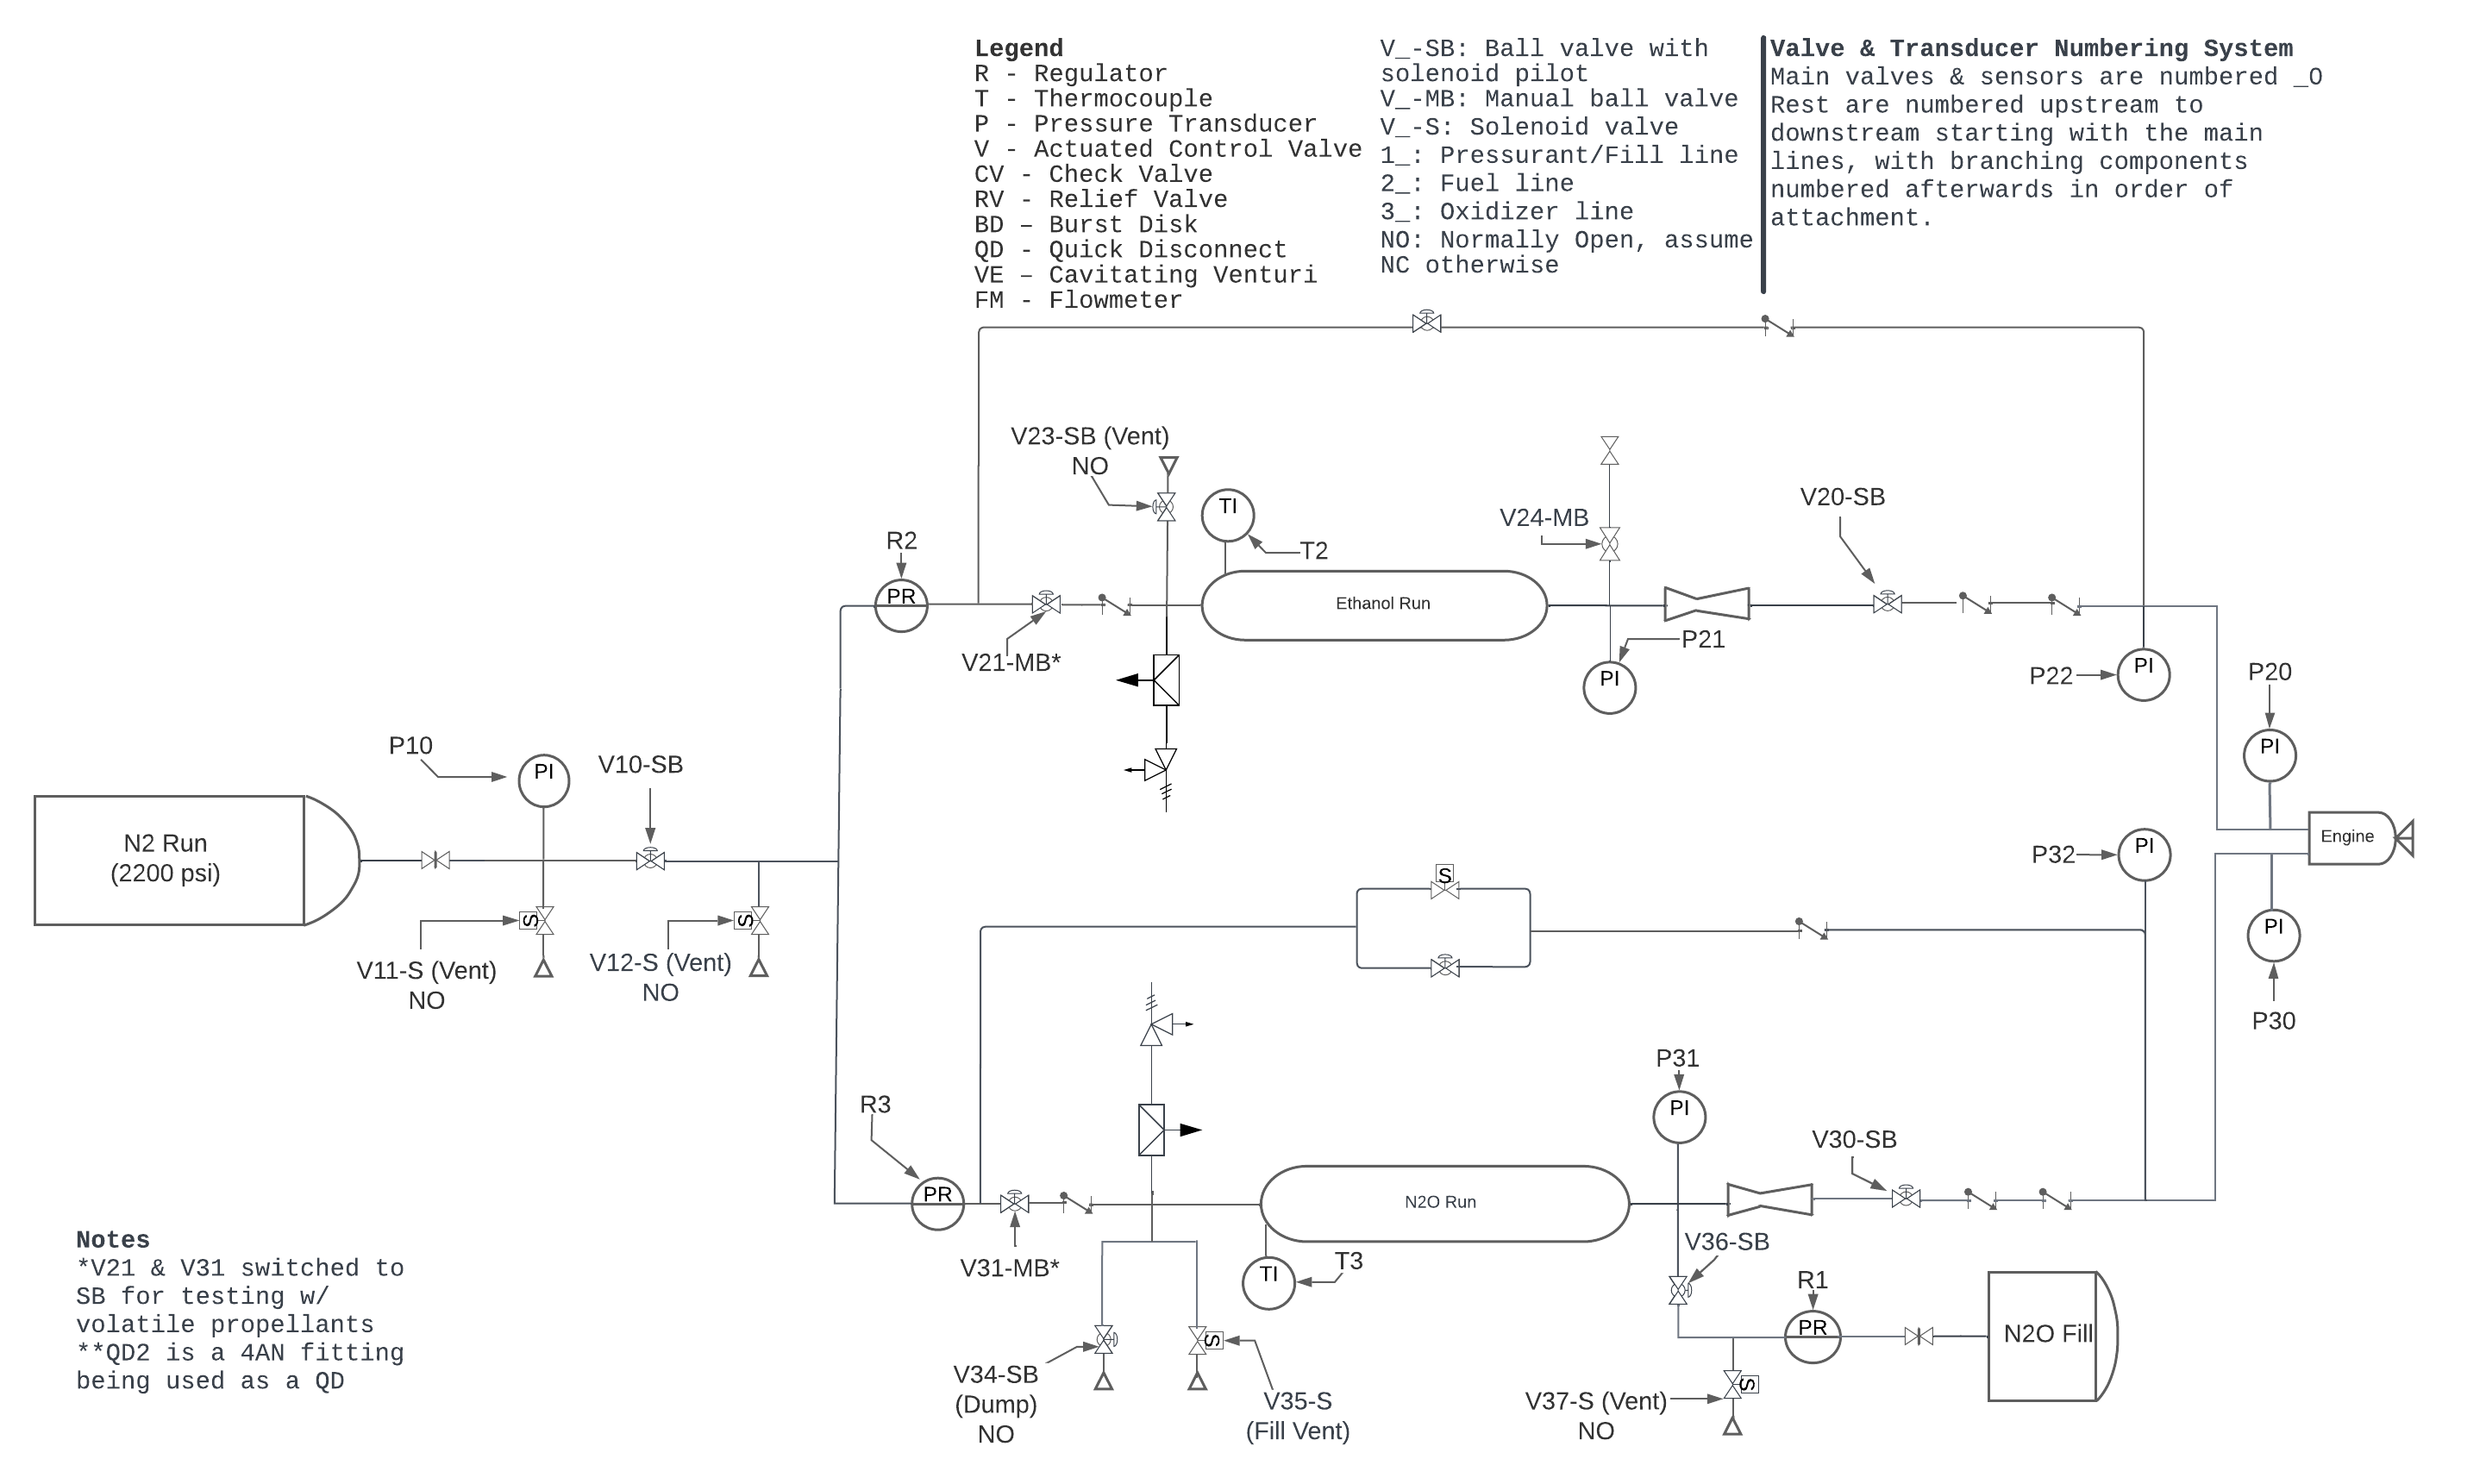 Legend
R - Regulator
T - Thermocouple
P - Pressure Transducer
V - Actuated Control Valve
CV - Check Valve
RV - Relief Valve
BD – Burst Disk
QD - Quick Disconnect
VE – Cavitating Venturi
FM - Flowmeter
V_-SB: Ball valve with
solenoid pilot
V_-MB: Manual ball valve
V_-S: Solenoid valve
1_: Pressurant/Fill line
2_: Fuel line
3_: Oxidizer line
NO: Normally Open, assume
NC otherwise
Valve & Transducer Numbering System
Main valves & sensors are numbered _0
Rest are numbered upstream to
downstream starting with the main
lines, with branching components
numbered afterwards in order of
attachment.
V23-SB (Vent)
NO
TI
T2
V24-MB
V20-SB
R2
PR
Ethanol Run
V21-MB*
P21
PI
P22
PI
P20
PI
P10
PI
V10-SB
N2 Run
(2200 psi)
S
V11-S (Vent)
NO
S
V12-S (Vent)
NO
Engine
P32
PI
S
PI
P30
P31
PI
R3
PR
V30-SB
N2O Run
V31-MB*
TI
T3
V36-SB
R1
PR
N2O Fill
V34-SB
(Dump)
NO
S
V35-S
(Fill Vent)
S
V37-S (Vent)
NO
Notes
*V21 & V31 switched to
SB for testing w/
volatile propellants
**QD2 is a 4AN fitting
being used as a QD